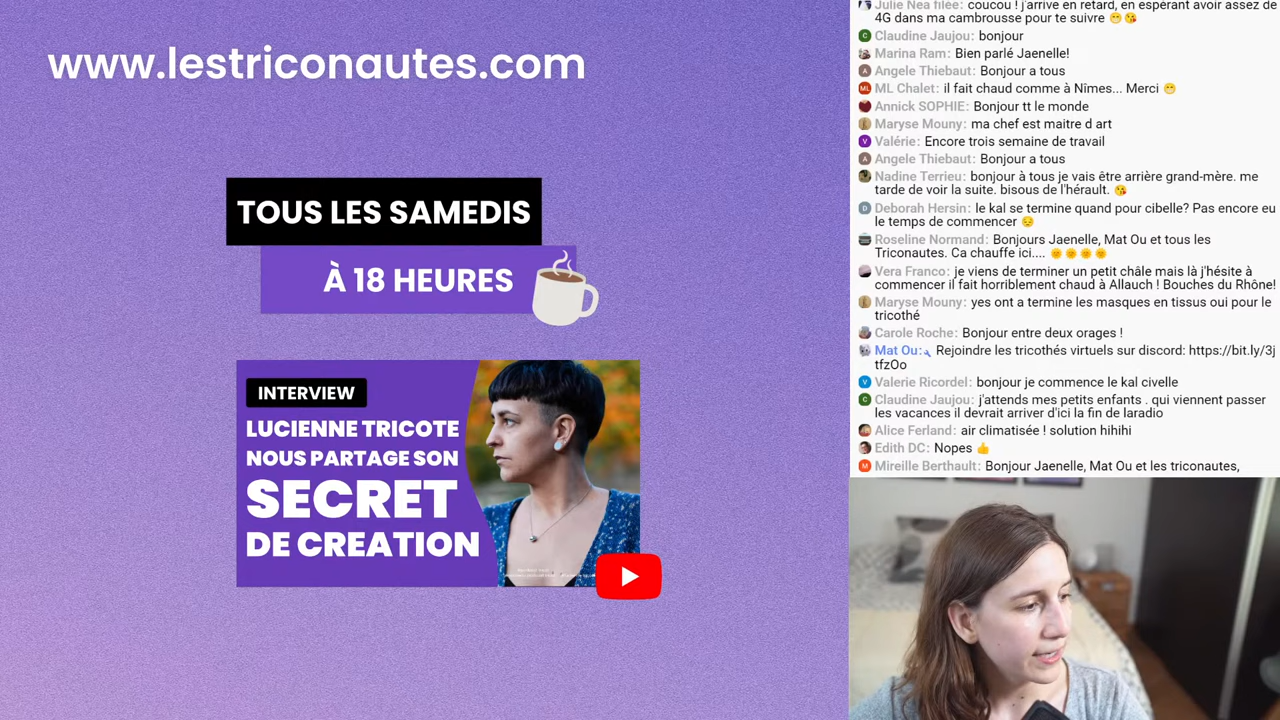 www.lestriconautes.com
TOUS LES SAMEDIS
À 18 HEURES
INTERVIEW
LUCIENNE TRICOTE
NOUS PARTAGE SON
SECRET
DE CREATION
Julie Néa filée: coucou ! j'arrive en retard, en espérant avoir assez de
4G dans ma cambrousse pour te suivre 😁😘
C Claudine Jaujou: bonjour
Marina Ram: Bien parlé Jaenelle!
A Angele Thiebaut: Bonjour a tous
ML ML Chalet: il fait chaud comme à Nîmes... Merci 😁
Annick SOPHIE: Bonjour tt le monde
Maryse Mouny: ma chef est maitre d art
V Valérie: Encore trois semaine de travail
A Angele Thiebaut: Bonjour a tous
Nadine Terrieu: bonjour à tous je vais être arrière grand-mère. me
tarde de voir la suite. bisous de l'hérault. 😘
D Deborah Hersin: le kal se termine quand pour cibelle? Pas encore eu
le temps de commencer 😔
Roseline Normand: Bonjours Jaenelle, Mat Ou et tous les
Triconautes. Ca chauffe ici.... 🌞🌞🌞🌞
Vera Franco: je viens de terminer un petit châle mais là j'hésite à
commencer il fait horriblement chaud à Allauch ! Bouches du Rhône!
Maryse Mouny: yes ont a termine les masques en tissus oui pour le
tricothé
Carole Roche: Bonjour entre deux orages !
Mat Ou:🔧 Rejoindre les tricothés virtuels sur discord: https://bit.ly/3j
tfzOo
V Valerie Ricordel: bonjour je commence le kal civelle
C Claudine Jaujou: j'attends mes petits enfants . qui viennent passer
les vacances il devrait arriver d'ici la fin de laradio
Alice Ferland: air climatisée ! solution hihihi
Edith DC: Nopes 👍
M Mireille Berthault: Bonjour Jaenelle, Mat Ou et les triconautes,